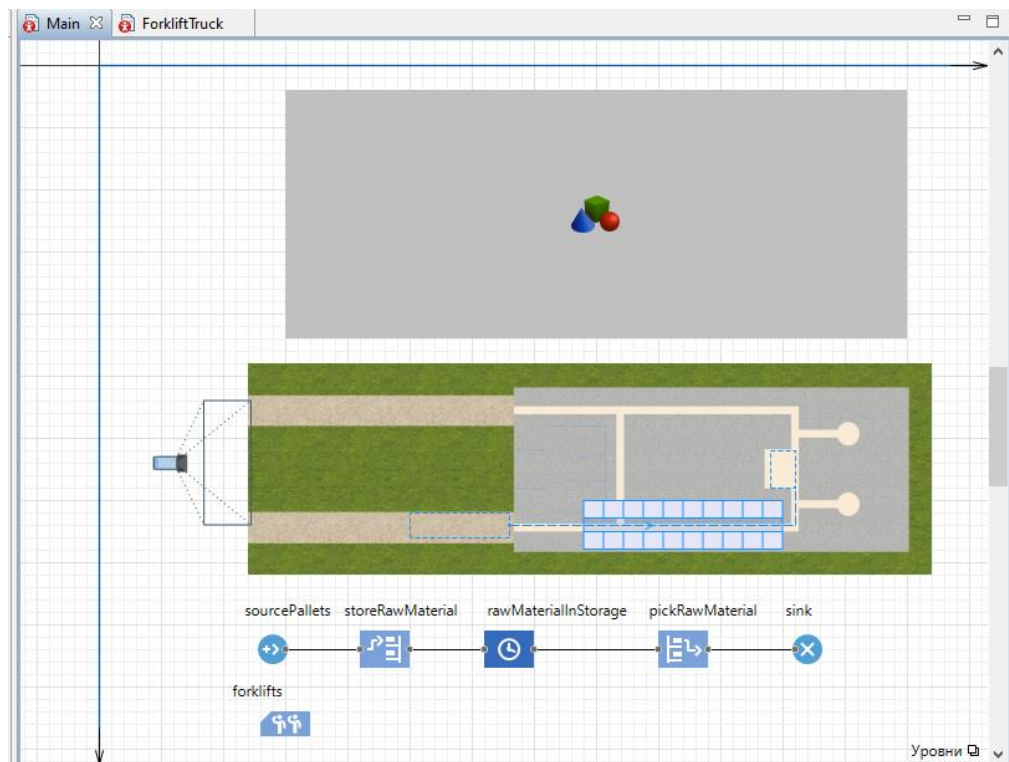 Main ForkliftTruck
sourcePallets storeRawMaterial rawMaterialInStorage pickRawMaterial sink
forklifts
Уровни